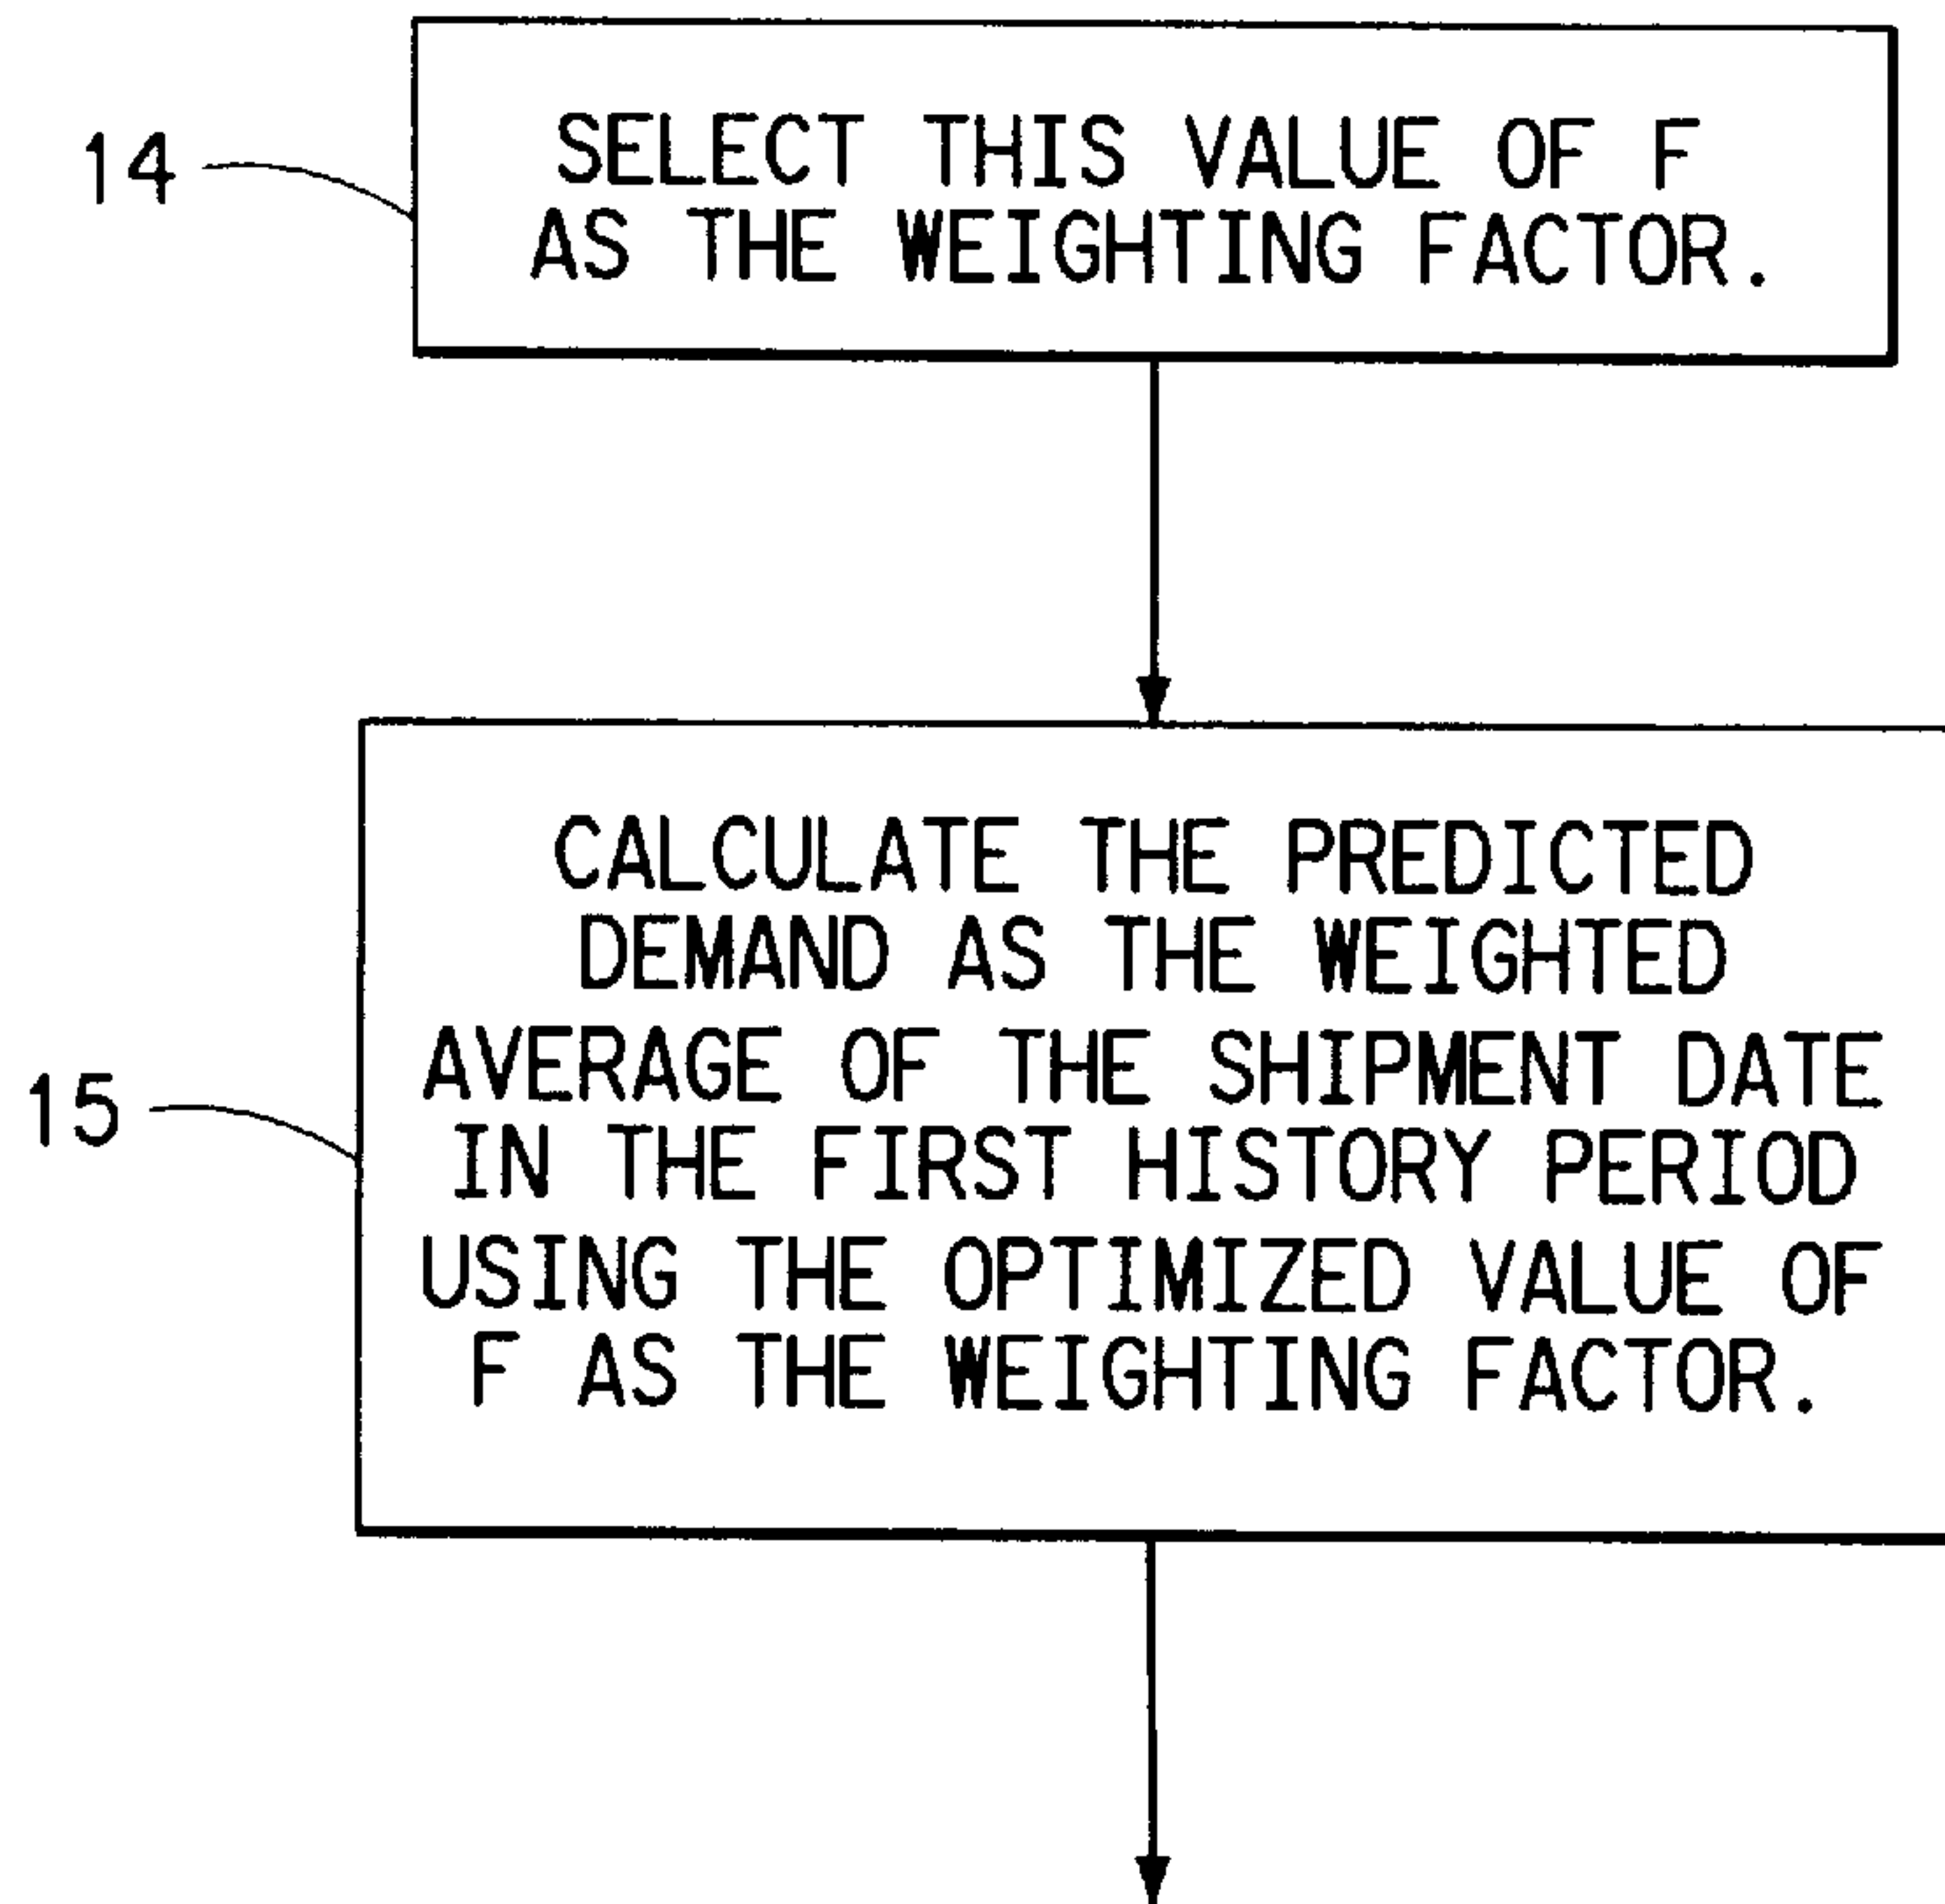 14
SELECT THIS VALUE OF F
AS THE WEIGHTING FACTOR.
CALCULATE THE PREDICTED
DEMAND AS THE WEIGHTED
AVERAGE OF THE SHIPMENT DATE
15
IN THE FIRST HISTORY PERIOD
USING THE OPTIMIZED VALUE OF
F AS THE WEIGHTING FACTOR.